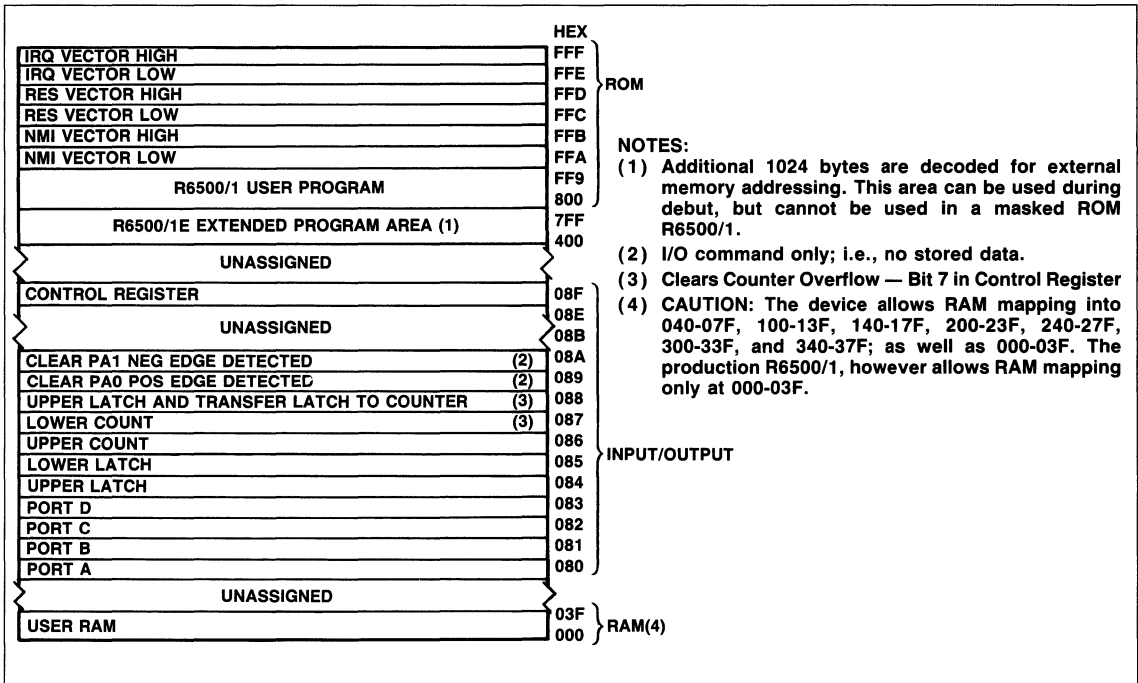 HEX
IRQ VECTOR HIGH FFF
IRQ VECTOR LOW FFE
RES VECTOR HIGH FFD
RES VECTOR LOW FFC
NMI VECTOR HIGH FFB
NMI VECTOR LOW FFA
R6500/1 USER PROGRAM FF9
800
ROM
R6500/1E EXTENDED PROGRAM AREA (1) 7FF
400
UNASSIGNED
CONTROL REGISTER 08F
UNASSIGNED 08E
08B
CLEAR PA1 NEG EDGE DETECTED (2) 08A
CLEAR PA0 POS EDGE DETECTED (2) 089
UPPER LATCH AND TRANSFER LATCH TO COUNTER (3) 088
LOWER COUNT (3) 087
UPPER COUNT 086
LOWER LATCH 085
UPPER LATCH 084
PORT D 083
PORT C 082
PORT B 081
PORT A 080
INPUT/OUTPUT
UNASSIGNED
USER RAM 03F
000
RAM(4)
NOTES:
(1) Additional 1024 bytes are decoded for external
memory addressing. This area can be used during
debut, but cannot be used in a masked ROM
R6500/1.
(2) I/O command only; i.e., no stored data.
(3) Clears Counter Overflow — Bit 7 in Control Register
(4) CAUTION: The device allows RAM mapping into
040-07F, 100-13F, 140-17F, 200-23F, 240-27F,
300-33F, and 340-37F; as well as 000-03F. The
production R6500/1, however allows RAM mapping
only at 000-03F.